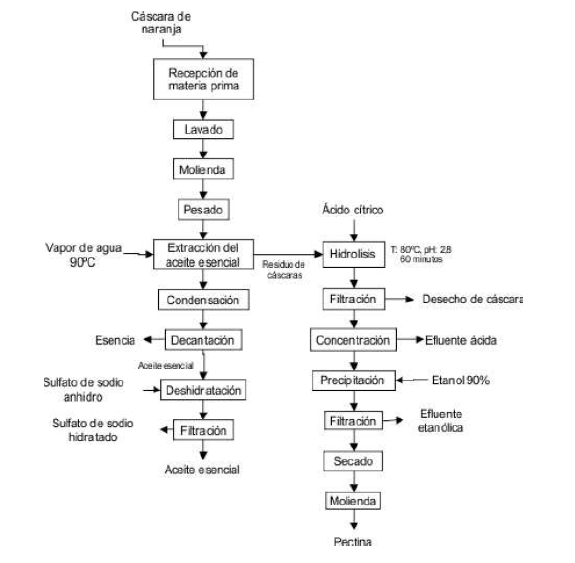 Cáscara de
naranja
Recepción de
materia prima
Lavado
Molienda
Pesado
Vapor de agua
90ºC
Extracción del
aceite esencial
Residuo de
cáscaras
Condensación
Esencia
Decantación
Aceite esencial
Sulfato de sodio
anhidro
Deshidratación
Sulfato de sodio
hidratado
Filtración
Aceite esencial
Ácido cítrico
Hidrolisis
T: 80ºC, pH: 2.8
60 minutos
Filtración
Desecho de cáscara
Concentración
Efluente ácida
Precipitación
Etanol 90%
Filtración
Efluente
etanólica
Secado
Molienda
Pectina